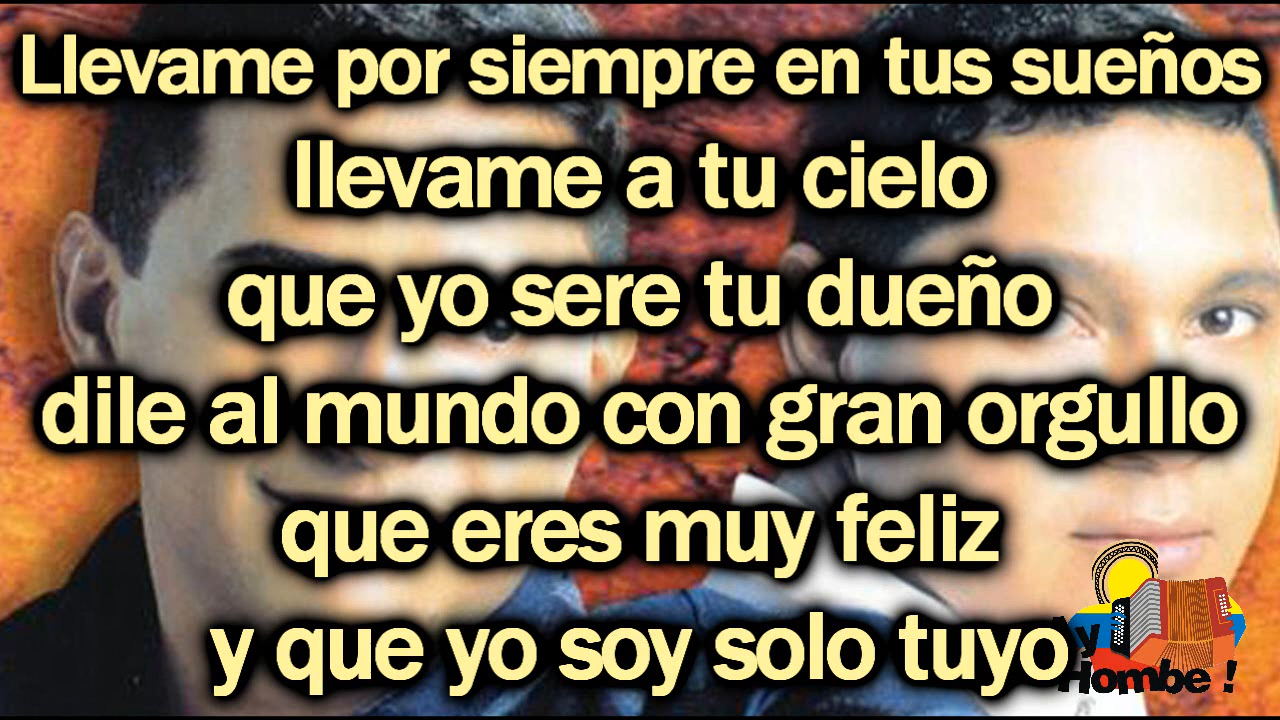 Llevame por siempre en tus sueños
llevame a tu cielo
que yo sere tu dueño
dile al mundo con gran orgullo
que eres muy feliz
y que yo soy solo tuyo
Ay
Hombe !